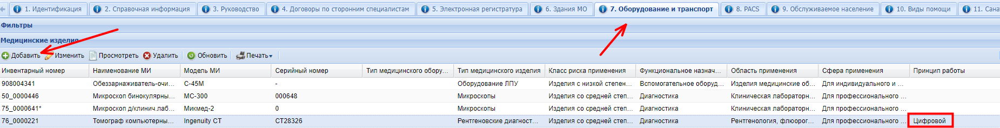 1. Идентификация 2. Справочная информация 3. Руководство 4. Договоры по сторонним специалистам 5. Электронная регистратура 6. Здания МО 7. Оборудование и транспорт 8. PACS 9. Обслуживаемое население 10. Виды помощи 11. Сана
Фильтры
Медицинские изделия
Добавить Изменить Просмотреть Удалить Обновить Печать
Инвентарный номер Наименование МИ Модель МИ Серийный номер Тип медицинского обору... Тип медицинского изделия Класс риска применения Функциональное назнач... Область применения Сфера применения Принцип работы
908004341 Обеззараживатель-очи... С-45М - Оборудование ЛПУ Изделия с низкой степен... Вспомогательное оборуд... Изделия медицинские об... Для индивидуального и ...
50_0000446 Микроскоп бинокулярны... МС-300 000648 Микроскопы Изделия со средней степ... Диагностика Клиническая лабораторн... Для профессионального ...
75_0000641* Микроскоп д/клинич.лаб... Микмед-2 0 Микроскопы Изделия со средней степ... Диагностика Клиническая лабораторн... Для профессионального ...
76_0000221 Томограф компьютерны... Ingenuity CT CT28326 Рентгеновские диагност... Изделия со средней степ... Диагностика Рентгенология, флюорог... Для профессионального ... Цифровой